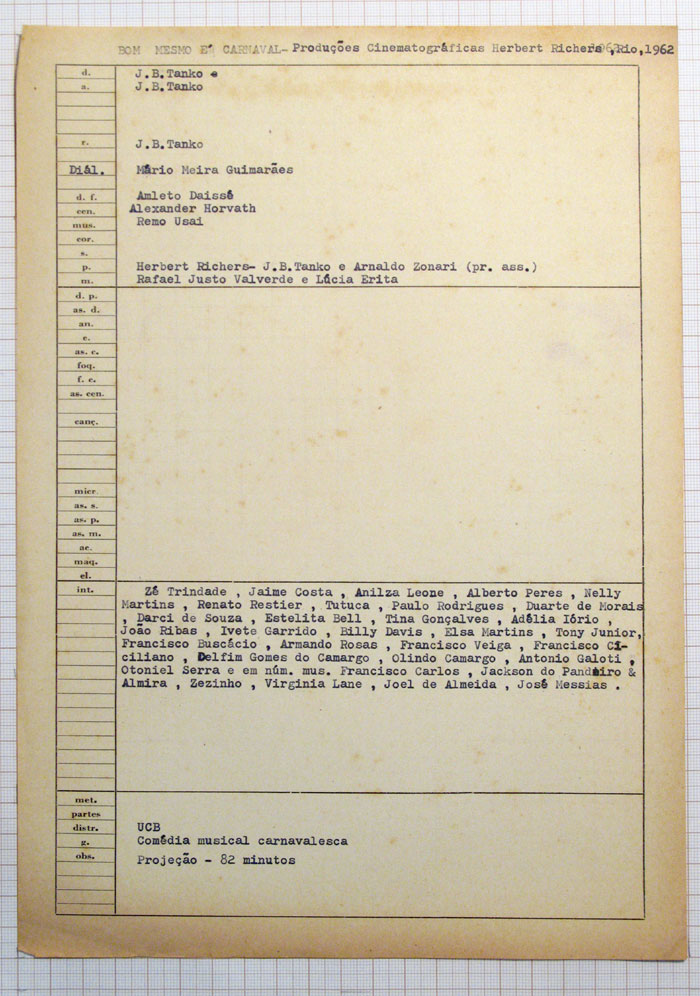 BOM MESMO E' CARNAVAL- Produções Cinematográficas Herbert Richers ,Rio,1962
d. J.B.Tanko e
a. J.B.Tanko
r. J.B.Tanko
Diál. Mário Meira Guimarães
d. f. Amleto Daissé
cen. Alexander Horvath
mus. Remo Usai
cor.
s.
p. Herbert Richers- J.B.Tanko e Arnaldo Zonari (pr. ass.)
m. Rafael Justo Valverde e Lúcia Erita
d. p.
as. d.
an.
e.
as. c.
foq.
f. c.
as. cen.
canç.
micr.
as. s.
as. p.
as. m.
ac.
maq.
el.
int. Zé Trindade , Jaime Costa , Anilza Leone , Alberto Peres , Nelly
Martins , Renato Restier , Tutuca , Paulo Rodrigues , Duarte de Morais
, Darci de Souza , Estelita Bell , Tina Gonçalves , Adélia Iório ,
João Ribas , Ivete Garrido , Billy Davis , Elsa Martins , Tony Junior,
Francisco Buscácio , Armando Rosas , Francisco Veiga , Francisco Ci-
ciliano , Delfim Gomes do Camargo , Olindo Camargo , Antonio Galoti ,
Otoniel Serra e em núm. mus. Francisco Carlos , Jackson do Pandeiro &
Almira , Zezinho , Virginia Lane , Joel de Almeida , José Messias .
met.
partes
distr. UCB
g. Comédia musical carnavalesca
obs. Projeção - 82 minutos